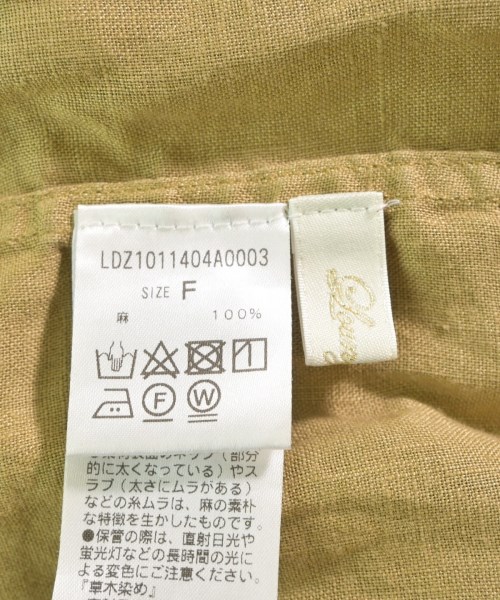 LDZ1011404A0003
SIZE F
麻 100%
F W
(部分
的に太くなっている)やス
ラブ(太さにムラがある)
などの糸ムラは、麻の素朴
な特徴を生かしたものです。
●保管の際は、直射日光や
蛍光灯などの長時間の光に
よる変色にご注意ください。
『草木染め』